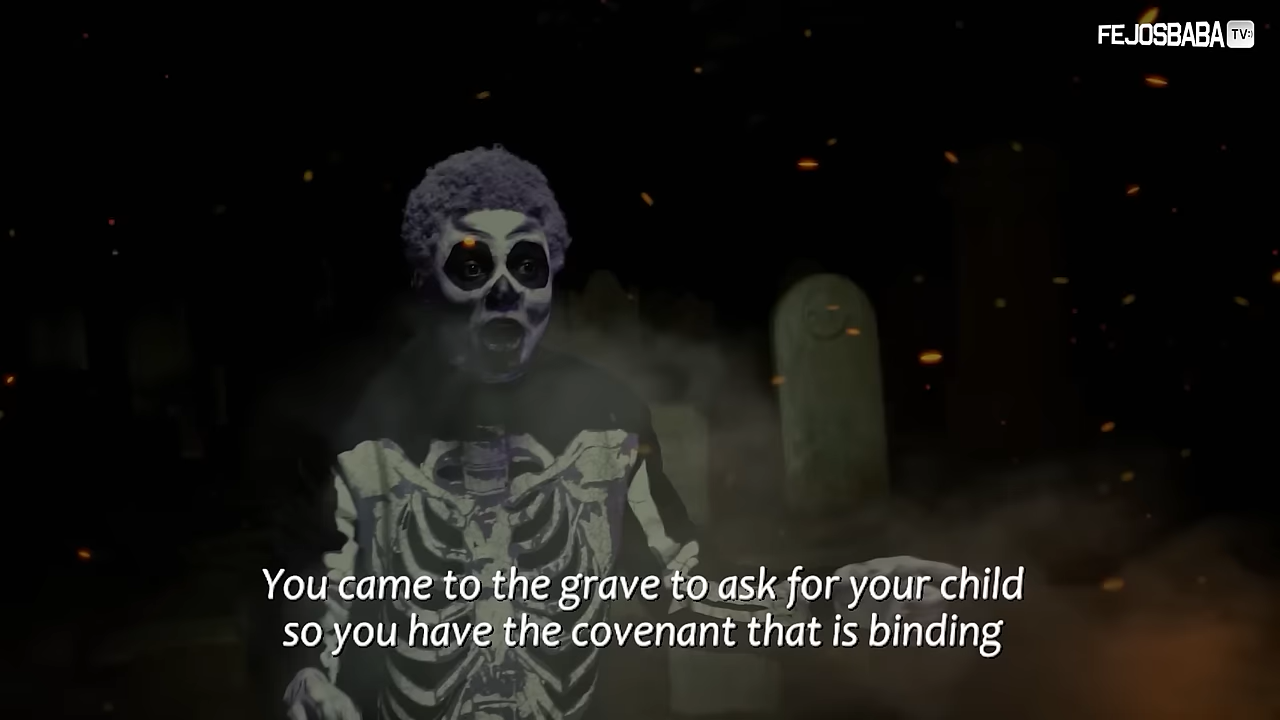 FEJOSBABA TV:)
You came to the grave to ask for your child
so you have the covenant that is binding